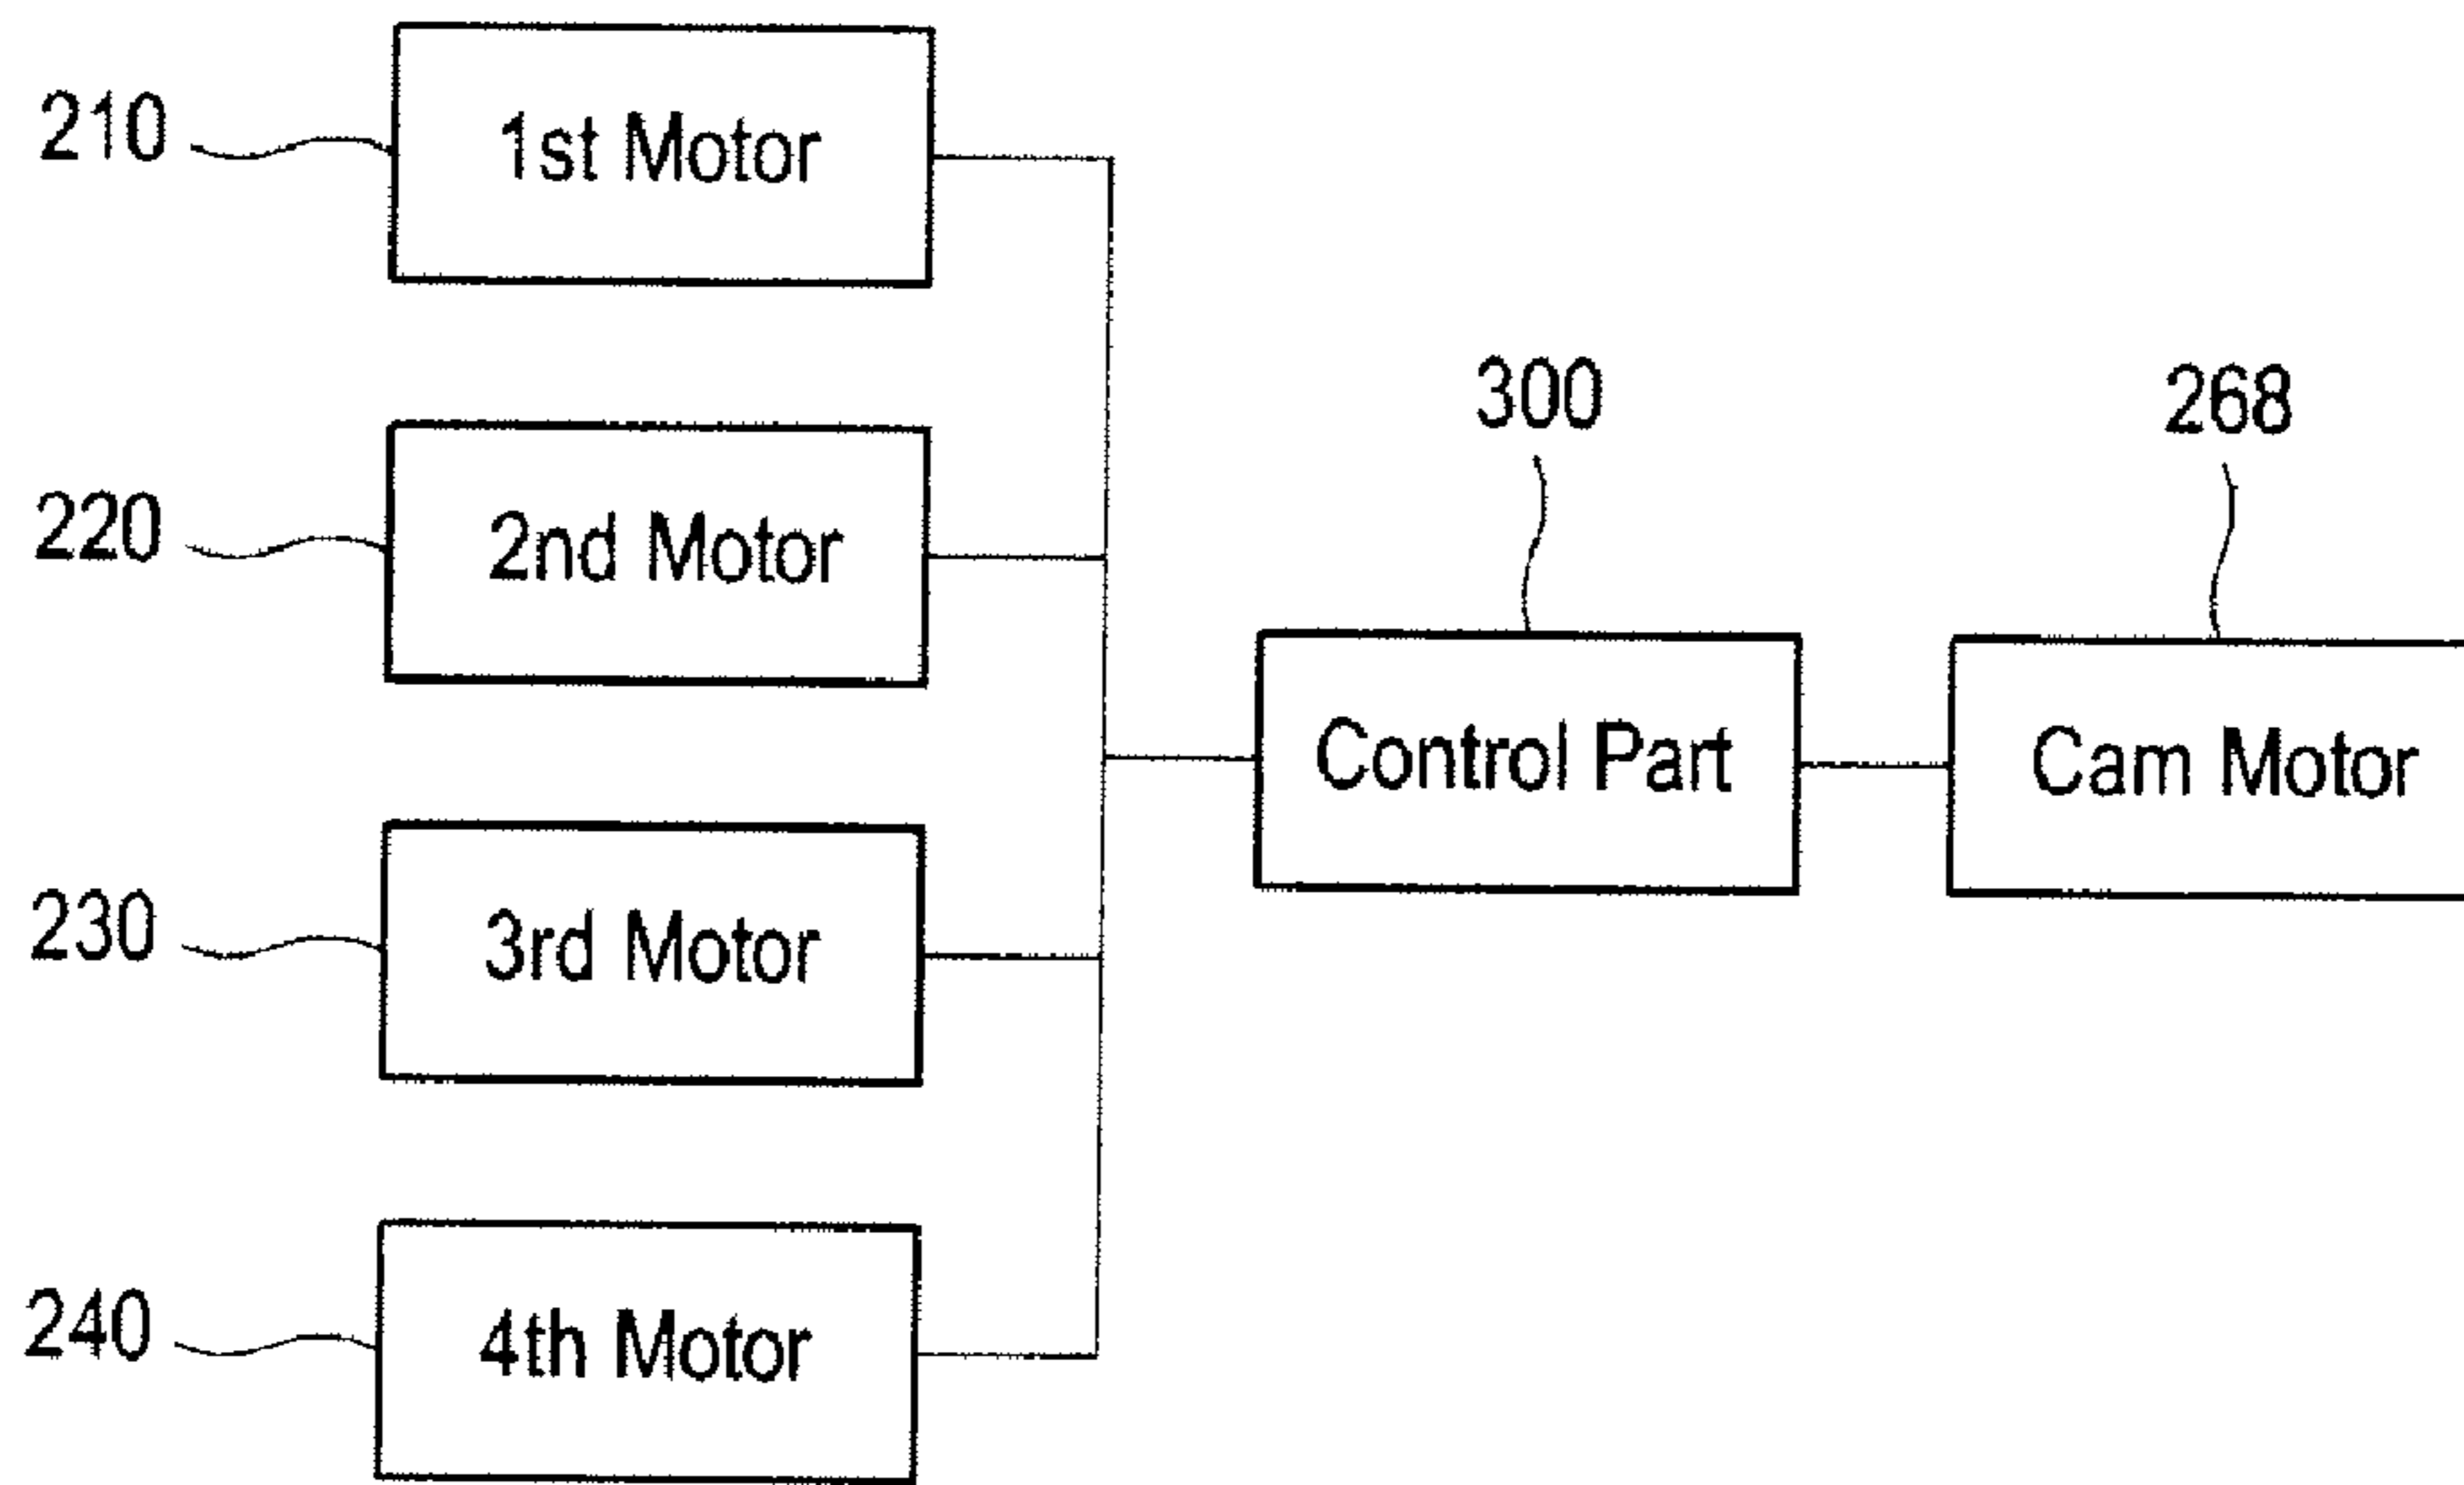 210
1st Motor
220
2nd Motor
300
268
Control Part
Cam Motor
230
3rd Motor
240
4th Motor